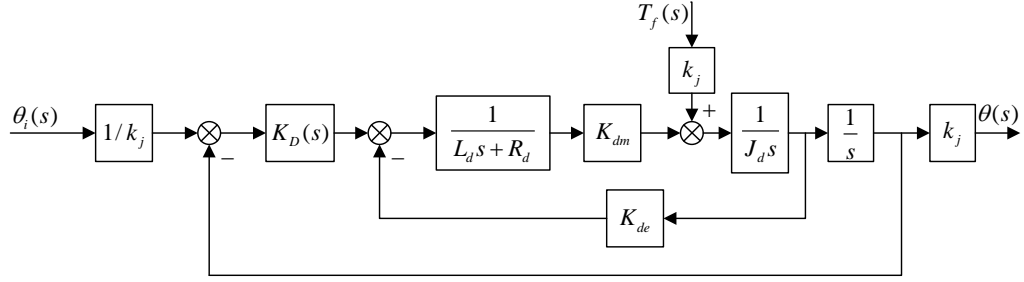 T_f(s)
k_j
+
θ_i(s)
1/k_j
−
K_D(s)
−
1
L_d s + R_d
K_dm
1
J_d s
1
s
k_j
θ(s)
K_de